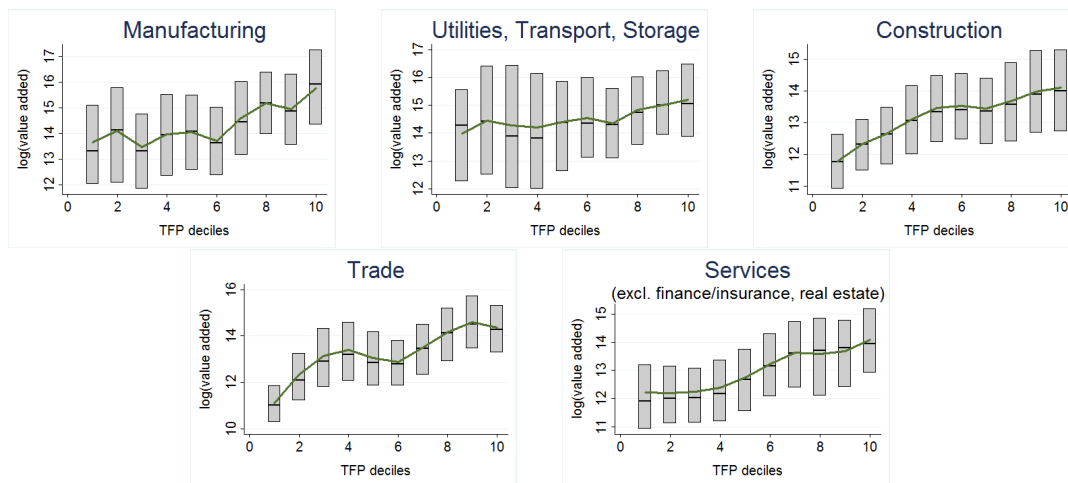 Manufacturing
log(value added)
17
16
15
14
13
12
0 2 4 6 8 10
TFP deciles
Utilities, Transport, Storage
log(value added)
17
16
15
14
13
12
0 2 4 6 8 10
TFP deciles
Construction
log(value added)
15
14
13
12
11
0 2 4 6 8 10
TFP deciles
Trade
log(value added)
16
14
12
10
0 2 4 6 8 10
TFP deciles
Services
(excl. finance/insurance, real estate)
log(value added)
15
14
13
12
11
0 2 4 6 8 10
TFP deciles